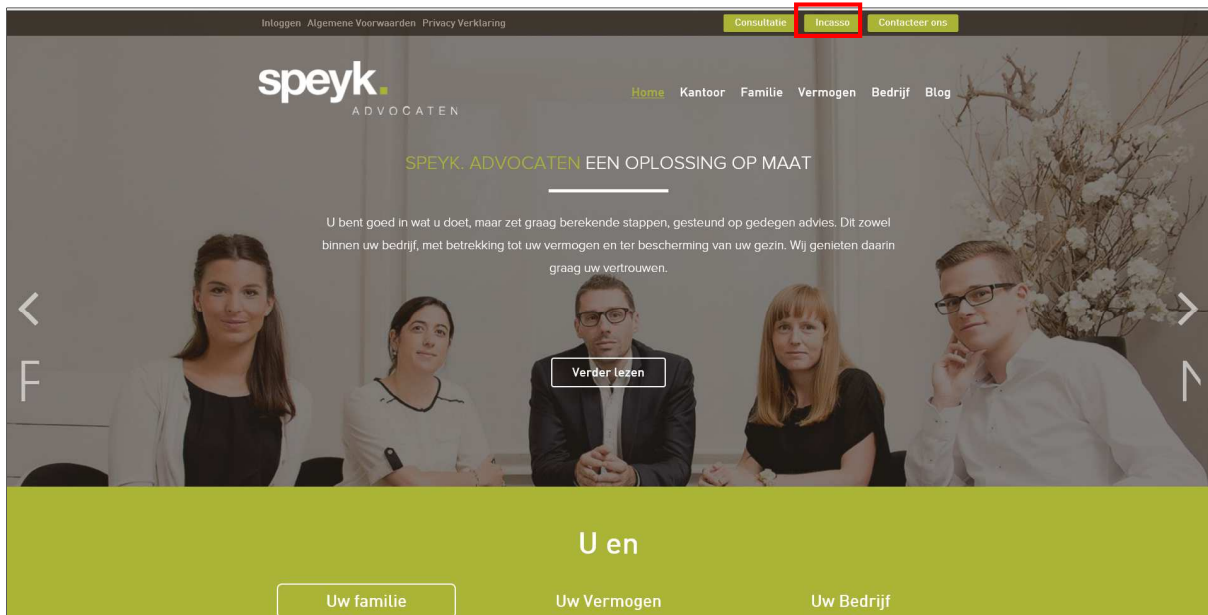 Inloggen Algemene Voorwaarden Privacy Verklaring
Consultatie Incasso Contacteer ons
speyk.
ADVOCATEN
Home Kantoor Familie Vermogen Bedrijf Blog
SPEYK. ADVOCATEN EEN OPLOSSING OP MAAT
U bent goed in wat u doet, maar zet graag berekende stappen, gesteund op gedegen advies. Dit zowel
binnen uw bedrijf, met betrekking tot uw vermogen en ter bescherming van uw gezin. Wij genieten daarin
graag uw vertrouwen.
F
Verder lezen
U en
Uw familie Uw Vermogen Uw Bedrijf